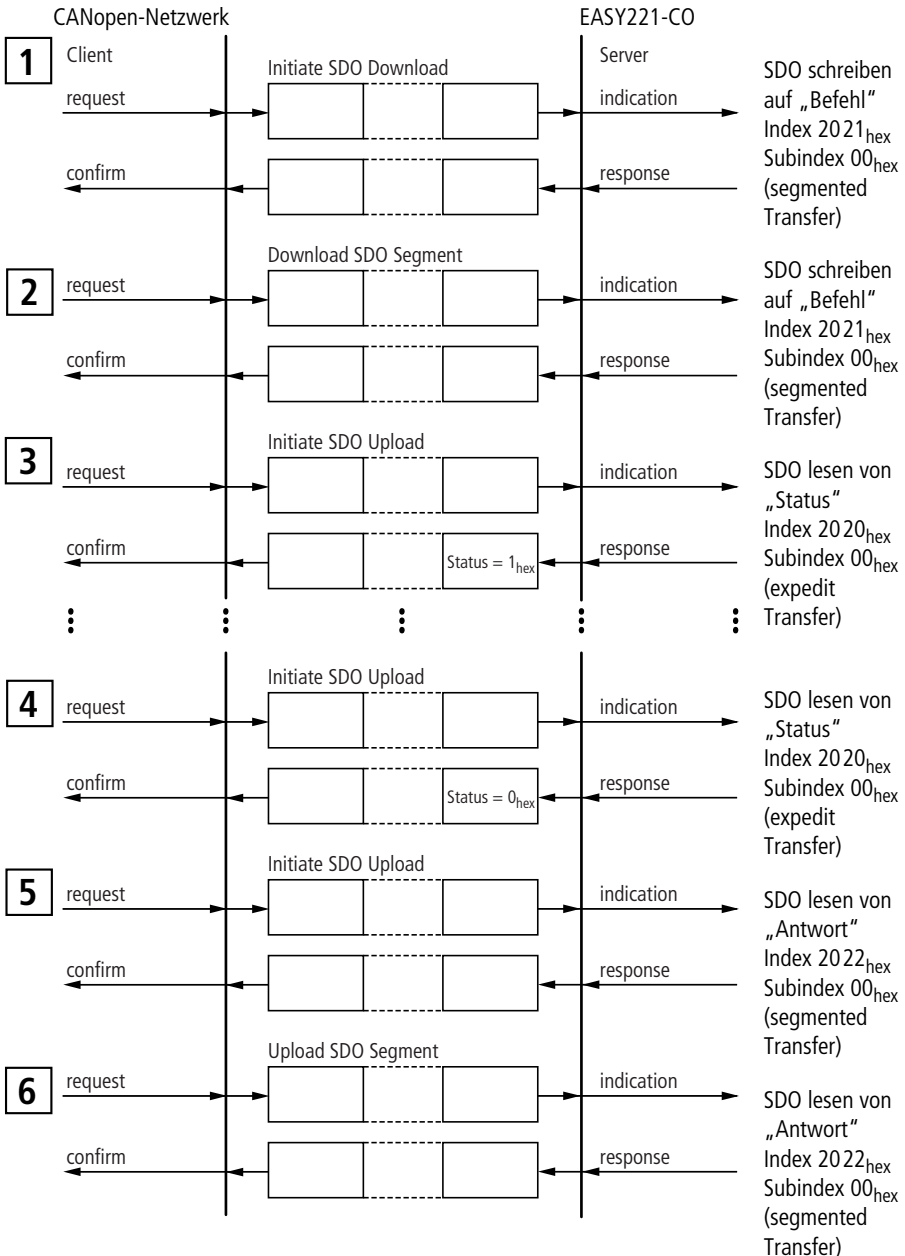 CANopen-Netzwerk
EASY221-CO
1
Client
Server
Initiate SDO Download
request
indication
confirm
response
SDO schreiben
auf „Befehl"
Index 2021hex
Subindex 00hex
(segmented
Transfer)
2
Download SDO Segment
request
indication
confirm
response
SDO schreiben
auf „Befehl"
Index 2021hex
Subindex 00hex
(segmented
Transfer)
3
Initiate SDO Upload
request
indication
confirm
Status = 1hex
response
SDO lesen von
„Status"
Index 2020hex
Subindex 00hex
(expedit
Transfer)
4
Initiate SDO Upload
request
indication
confirm
Status = 0hex
response
SDO lesen von
„Status"
Index 2020hex
Subindex 00hex
(expedit
Transfer)
5
Initiate SDO Upload
request
indication
confirm
response
SDO lesen von
„Antwort"
Index 2022hex
Subindex 00hex
(segmented
Transfer)
6
Upload SDO Segment
request
indication
confirm
response
SDO lesen von
„Antwort"
Index 2022hex
Subindex 00hex
(segmented
Transfer)